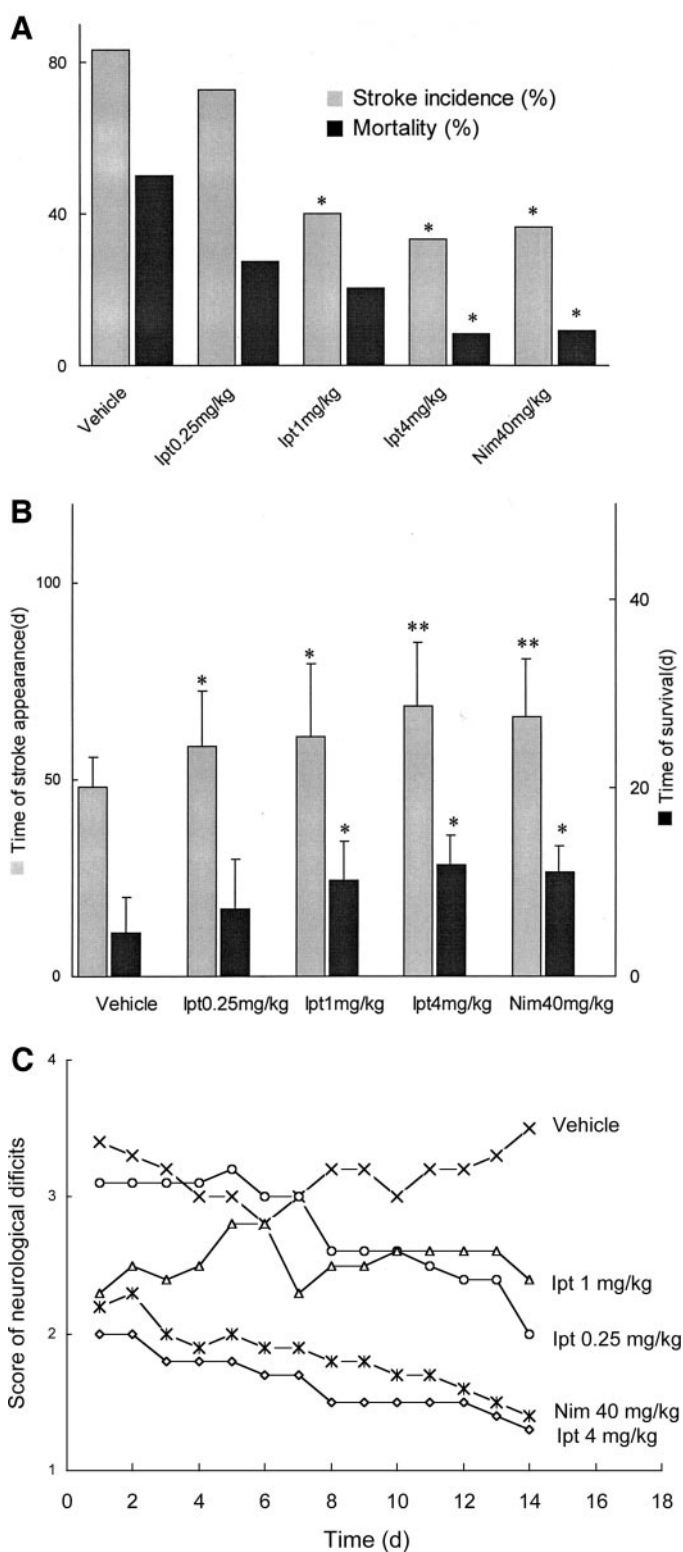 A
80
40
0
Stroke incidence (%)
Mortality (%)
*
*
*
*
*
Vehicle
Ipt0.25mg/kg
Ipt1mg/kg
Ipt4mg/kg
Nim40mg/kg
B
Time of stroke appearance(d)
100
50
0
*
*
**
**
*
*
*
40
20
0
Time of survival(d)
Vehicle
Ipt0.25mg/kg
Ipt1mg/kg
Ipt4mg/kg
Nim40mg/kg
C
Score of neurological dificits
4
3
2
1
Vehicle
Ipt 1 mg/kg
Ipt 0.25 mg/kg
Nim 40 mg/kg
Ipt 4 mg/kg
0 2 4 6 8 10 12 14 16 18
Time (d)